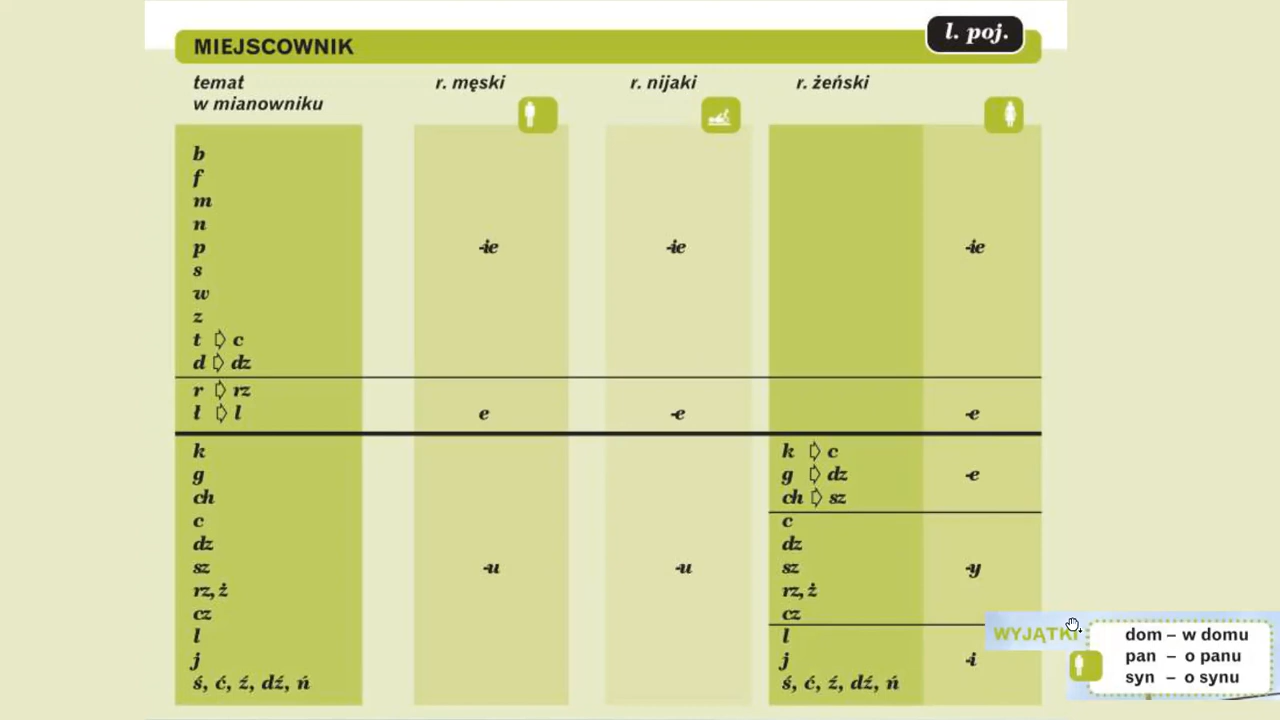 l. poj.
MIEJSCOWNIK
temat
w mianowniku
r. męski
r. nijaki
r. żeński
b
f
m
n
p
s
w
z
t c
d dz
-ie
-ie
-ie
r rz
ł l
e
-e
-e
k
g
ch
c
dz
sz
rz, ż
cz
l
j
ś, ć, ź, dź, ń
-u
-u
k c
g dz
ch sz
-e
c
dz
sz
rz, ż
cz
-y
l
j
ś, ć, ź, dź, ń
-i
WYJĄTKI
dom – w domu
pan – o panu
syn – o synu